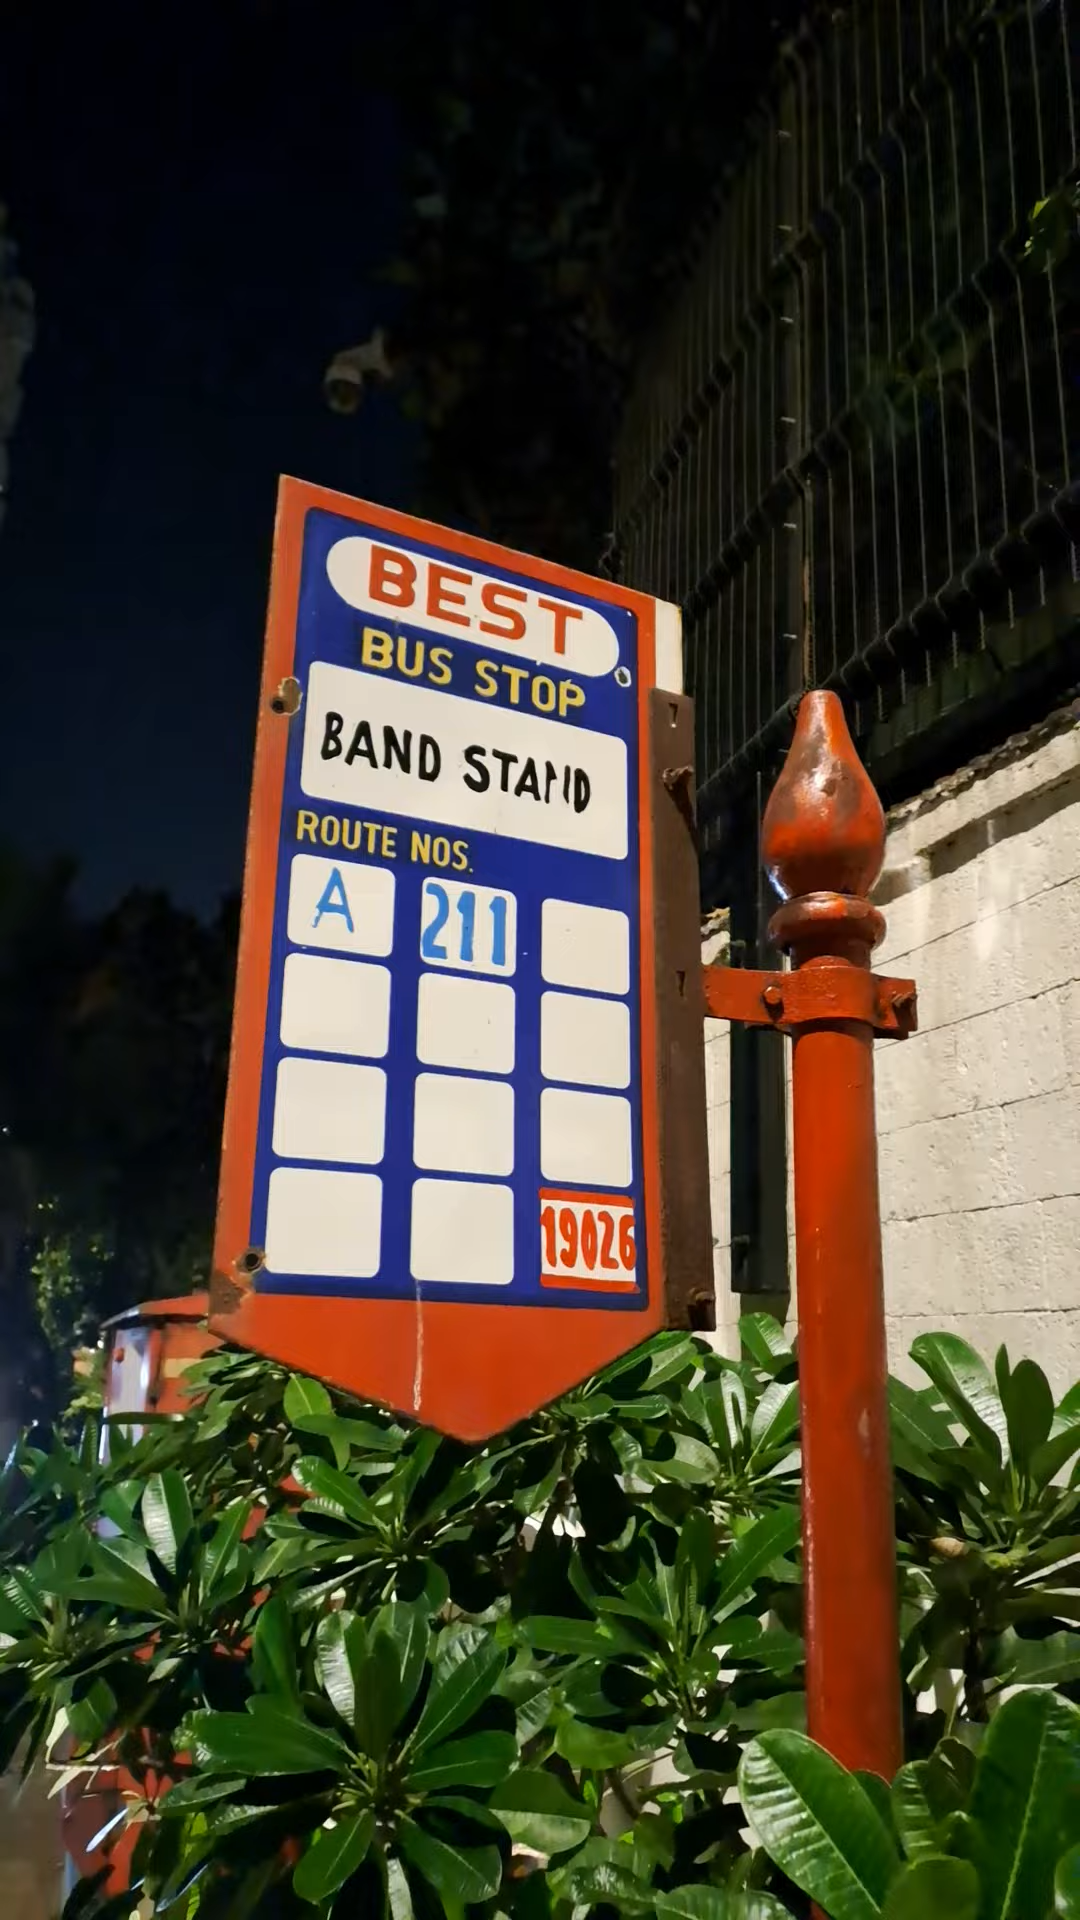 BEST
BUS STOP
BAND STAND
ROUTE NOS.
A 211
19026